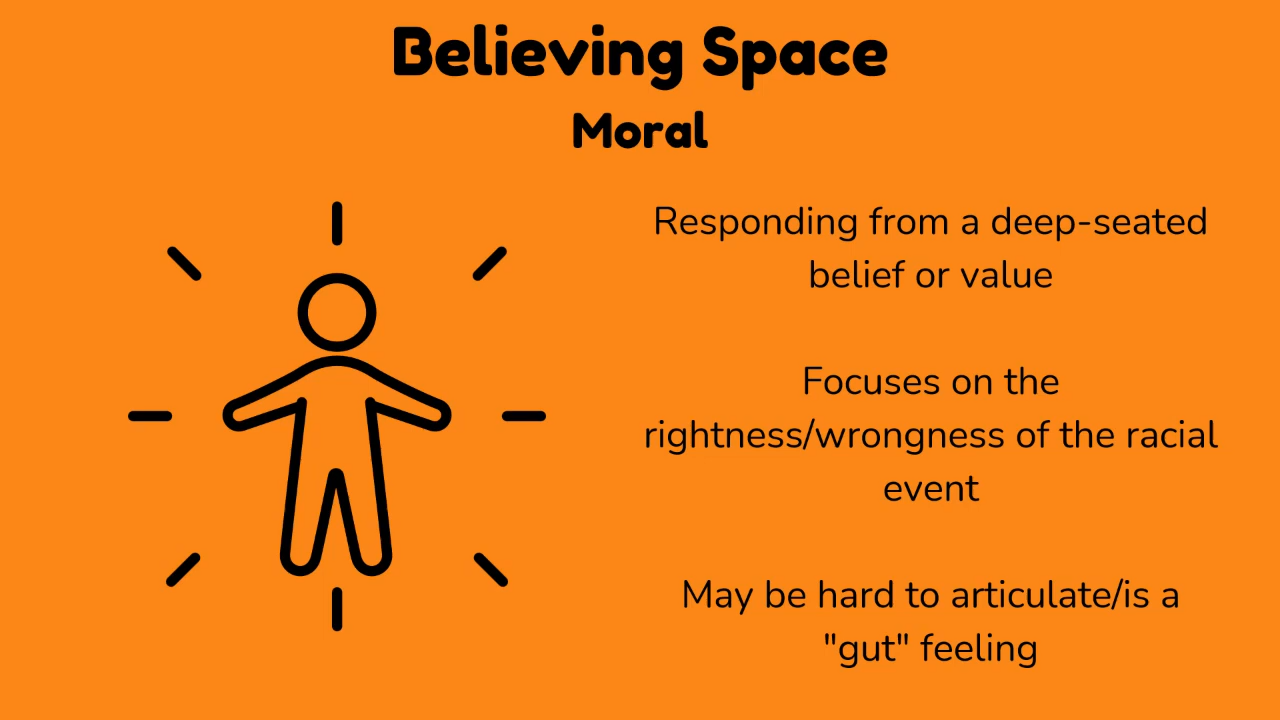 Believing Space
Moral
Responding from a deep-seated
belief or value
Focuses on the
rightness/wrongness of the racial
event
May be hard to articulate/is a
"gut" feeling